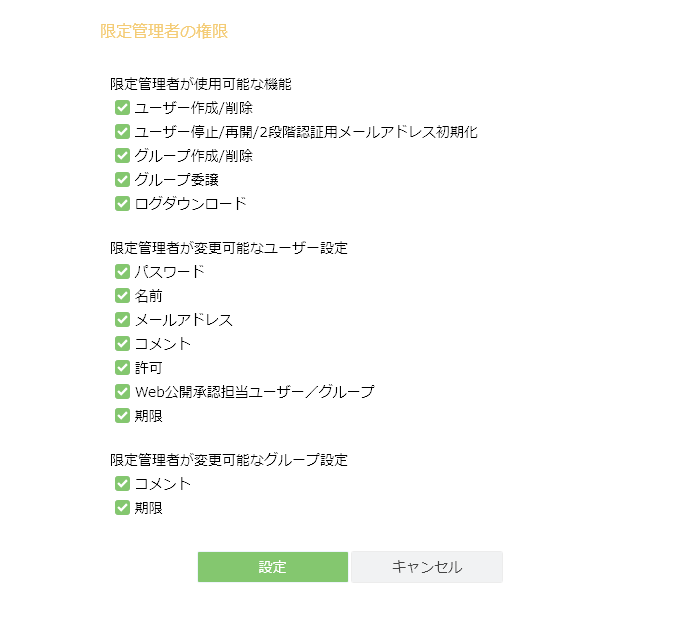 限定管理者の権限
限定管理者が使用可能な機能
ユーザー作成/削除
ユーザー停止/再開/2段階認証用メールアドレス初期化
グループ作成/削除
グループ委譲
ログダウンロード
限定管理者が変更可能なユーザー設定
パスワード
名前
メールアドレス
コメント
許可
Web公開承認担当ユーザー／グループ
期限
限定管理者が変更可能なグループ設定
コメント
期限
設定 キャンセル